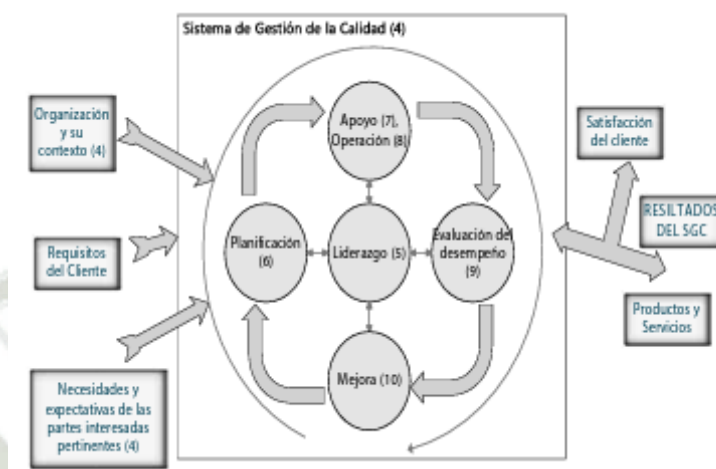 Sistema de Gestión de la Calidad (4)
Organización
y su
contexto (4)
Requisitos
del Cliente
Necesidades y
expectativas de las
partes interesadas
pertinentes (4)
Apoyo (7),
Operación (8)
Planificación
(6)
Liderazgo (5)
Evaluación del
desempeño
(9)
Mejora (10)
Satisfacción
del cliente
RESILTADOS
DEL SGC
Productos y
Servicios